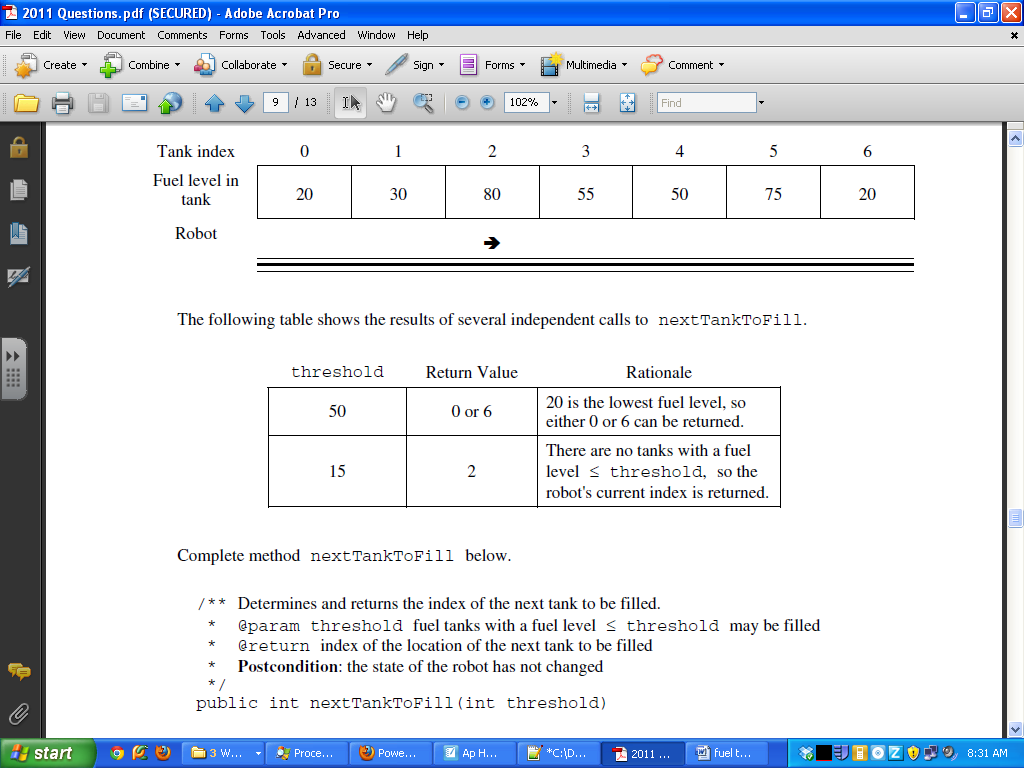 2011 Questions.pdf (SECURED) - Adobe Acrobat Pro
File Edit View Document Comments Forms Tools Advanced Window Help
Create Combine Collaborate Secure Sign Forms Multimedia Comment
9 / 13 102% Find
Tank index 0 1 2 3 4 5 6
Fuel level in
tank
20 30 80 55 50 75 20
Robot
The following table shows the results of several independent calls to nextTankToFill.
threshold Return Value Rationale
50 0 or 6 20 is the lowest fuel level, so
either 0 or 6 can be returned.
15 2 There are no tanks with a fuel
level ≤ threshold, so the
robot's current index is returned.
Complete method nextTankToFill below.
/** Determines and returns the index of the next tank to be filled.
* @param threshold fuel tanks with a fuel level ≤ threshold may be filled
* @return index of the location of the next tank to be filled
* Postcondition: the state of the robot has not changed
*/
public int nextTankToFill(int threshold)
start 3 W... Proce... Powe... Ap H... *C:\D... 2011 ... fuel t... 8:31 AM